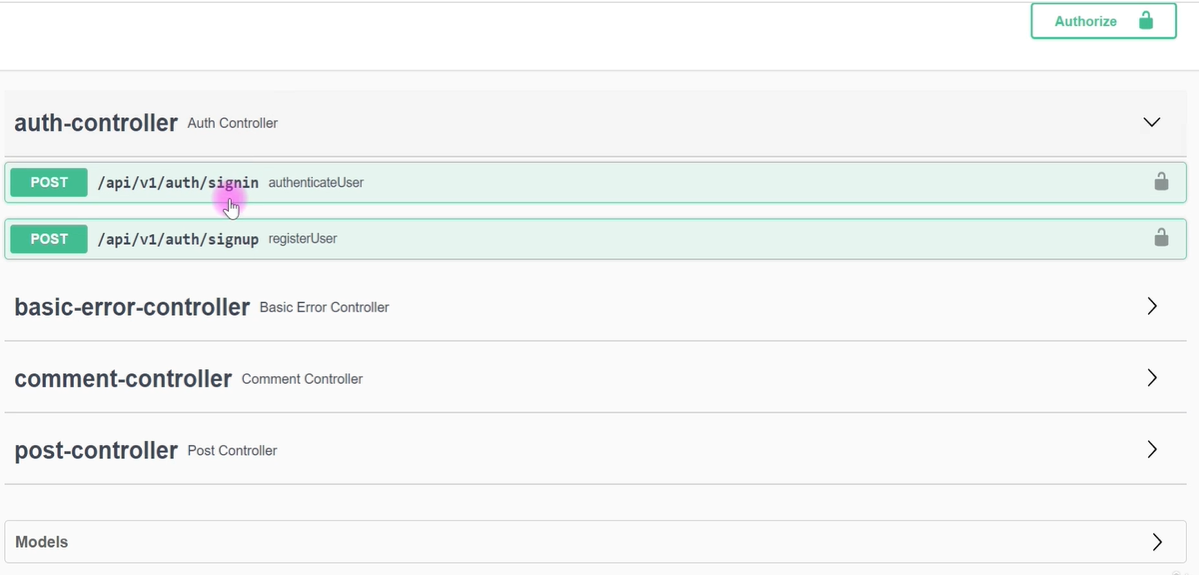 Authorize
auth-controller Auth Controller
POST /api/v1/auth/signin authenticateUser
POST /api/v1/auth/signup registerUser
basic-error-controller Basic Error Controller
comment-controller Comment Controller
post-controller Post Controller
Models